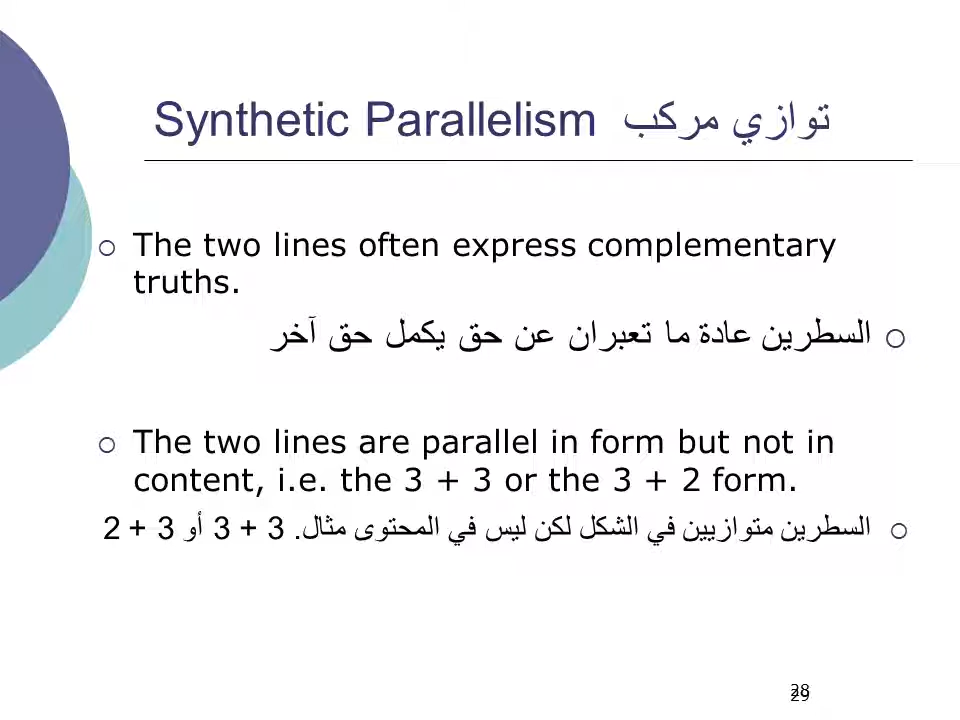 Synthetic Parallelism توازي مركب
The two lines often express complementary
truths.
السطرين عادة ما تعبران عن حق يكمل حق آخر
The two lines are parallel in form but not in
content, i.e. the 3 + 3 or the 3 + 2 form.
السطرين متوازيين في الشكل لكن ليس في المحتوى مثال. 3 + 3 أو 3 + 2
28
29